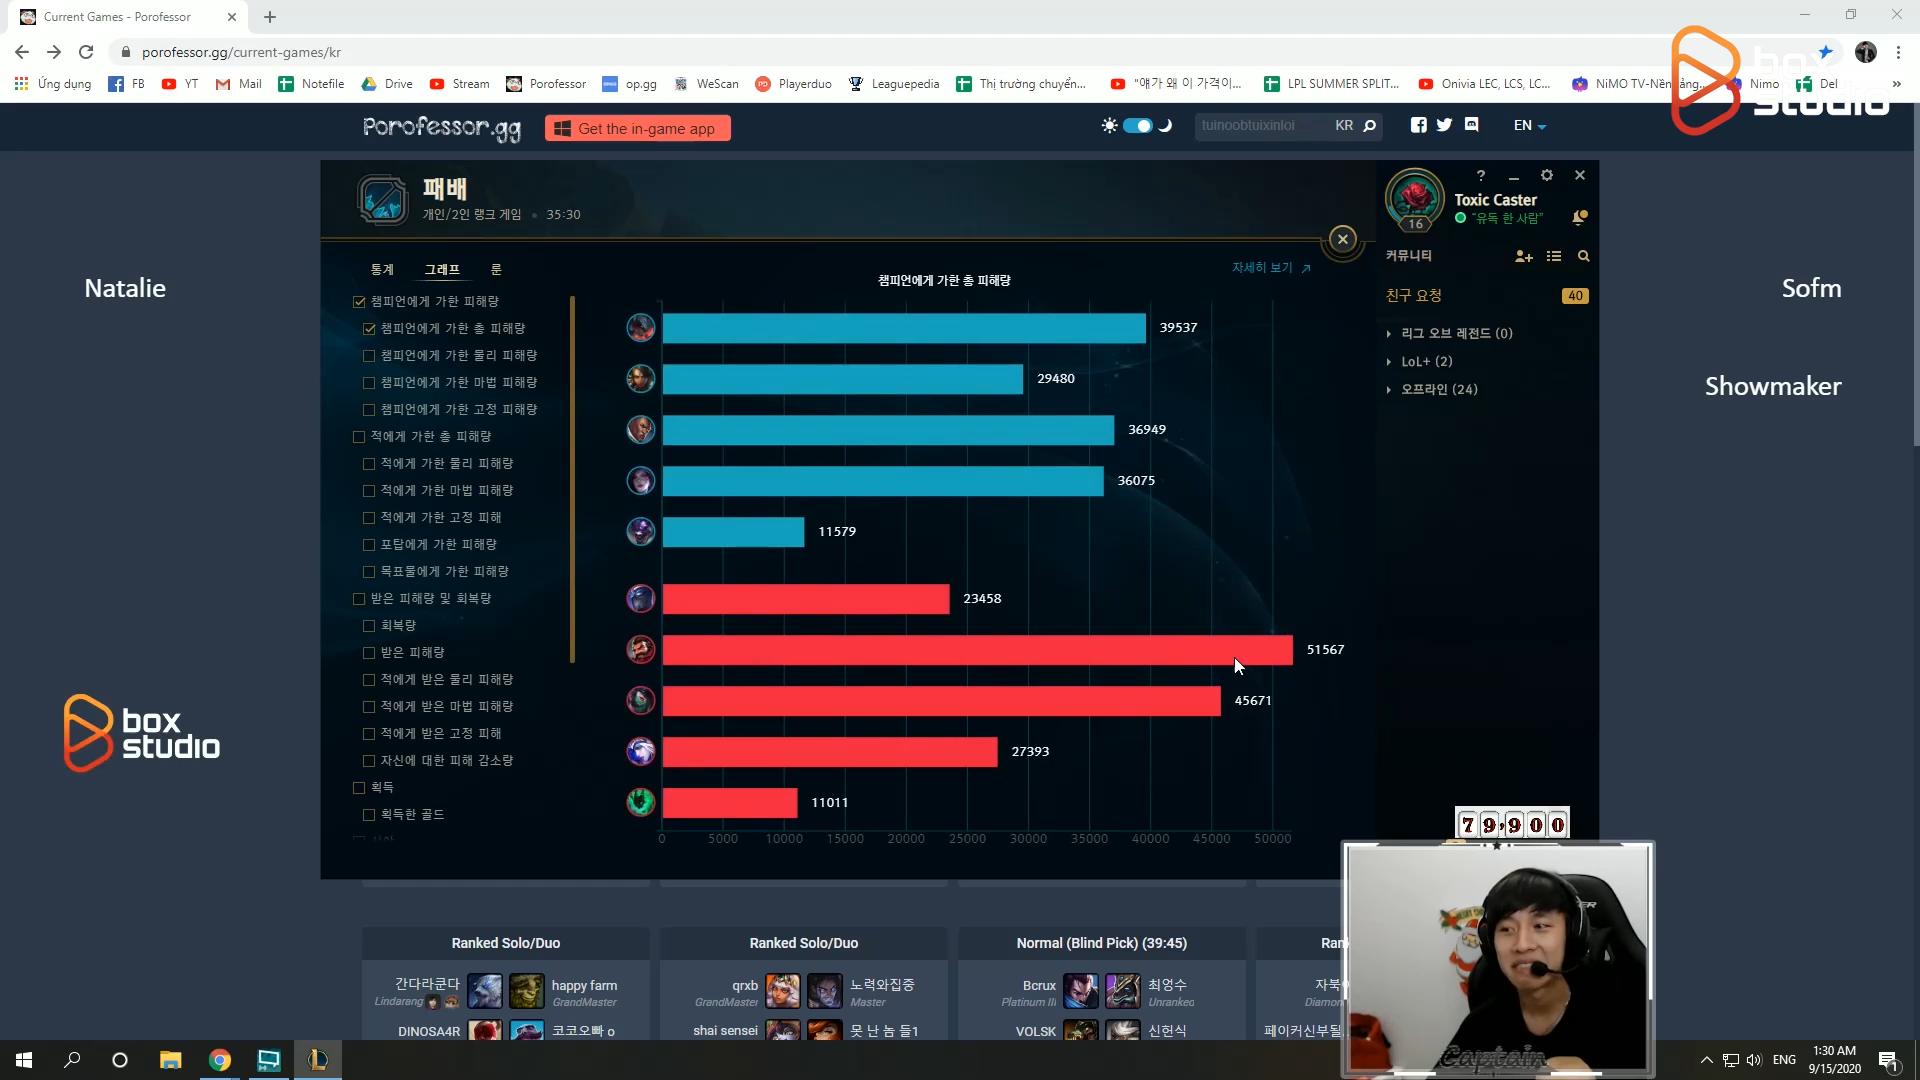 Current Games - Porofessor
porofessor.gg/current-games/kr
Ứng dụng FB YT Mail Notefile Drive Stream Porofessor op.gg WeScan Playerduo Leaguepedia Thị trường chuyển... "얘가 왜 이 가격이... LPL SUMMER SPLIT... Onivia LEC, LCS, LC... Nimo Del »
box
studio
Porofessor.gg Get the in-game app tuinoobtuixinloi KR EN
패배
개인/2인 랭크 게임 • 35:30
Toxic Caster
16 "유독 한 사람"
커뮤니티
친구 요청 40
리그 오브 레전드 (0)
LoL+ (2)
오프라인 (24)
Natalie
Sofm
Showmaker
통계 그래프 룬
챔피언에게 가한 총 피해량
자세히 보기
챔피언에게 가한 피해량
챔피언에게 가한 총 피해량
챔피언에게 가한 물리 피해량
챔피언에게 가한 마법 피해량
챔피언에게 가한 고정 피해량
적에게 가한 총 피해량
적에게 가한 물리 피해량
적에게 가한 마법 피해량
적에게 가한 고정 피해
포탑에게 가한 피해량
목표물에게 가한 피해량
받은 피해량 및 회복량
회복량
받은 피해량
적에게 받은 물리 피해량
적에게 받은 마법 피해량
적에게 받은 고정 피해
자신에 대한 피해 감소량
획득
획득한 골드
39537
29480
36949
36075
11579
23458
51567
45671
27393
11011
0 5000 10000 15000 20000 25000 30000 35000 40000 45000 50000
box
studio
79,900
Ranked Solo/Duo
간다라쿤다 happy farm
Lindarang GrandMaster
DINOSA4R 코코오빠 o
Ranked Solo/Duo
qrxb 노력와집중
GrandMaster Master
shai sensei 못 난 놈 들1
Normal (Blind Pick) (39:45)
Bcrux 최영수
Platinum III Unranked
VOLSK 신헌식
Captain
ENG
1:30 AM
9/15/2020
1